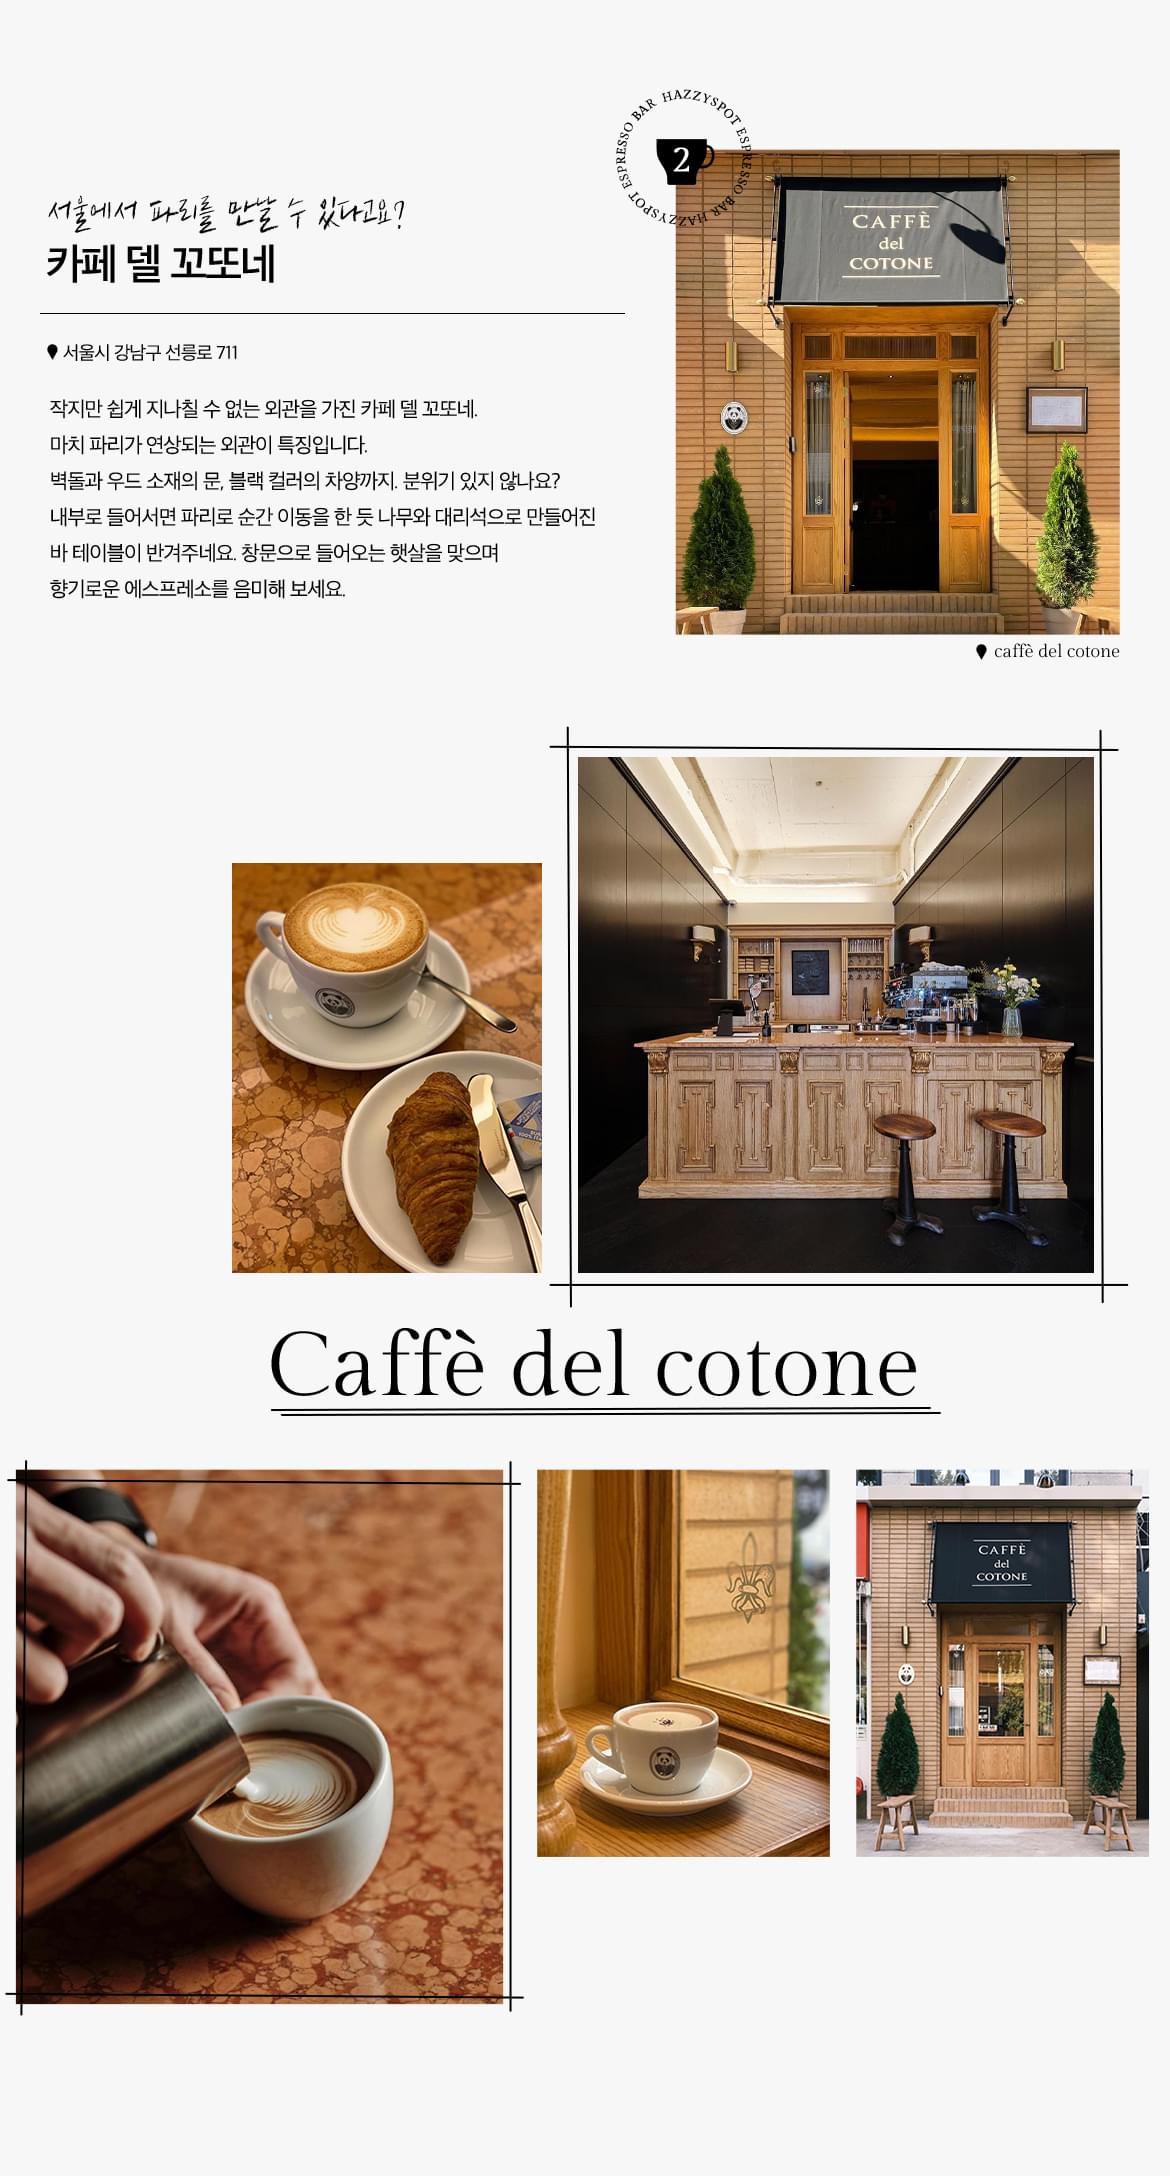 HAZZYSPOT ESPRESSO BAR HAZZYSPOT ESPRESSO BAR
2
서울에서 파리를 만날 수 있다고요?
카페 델 꼬또네
서울시 강남구 선릉로 711
작지만 쉽게 지나칠 수 없는 외관을 가진 카페 델 꼬또네.
마치 파리가 연상되는 외관이 특징입니다.
벽돌과 우드 소재의 문, 블랙 컬러의 차양까지. 분위기 있지 않나요?
내부로 들어서면 파리로 순간 이동을 한 듯 나무와 대리석으로 만들어진
바 테이블이 반겨주네요. 창문으로 들어오는 햇살을 맞으며
향기로운 에스프레소를 음미해 보세요.
CAFFÈ
del
COTONE
caffè del cotone
Caffè del cotone
CAFFÈ
del
COTONE